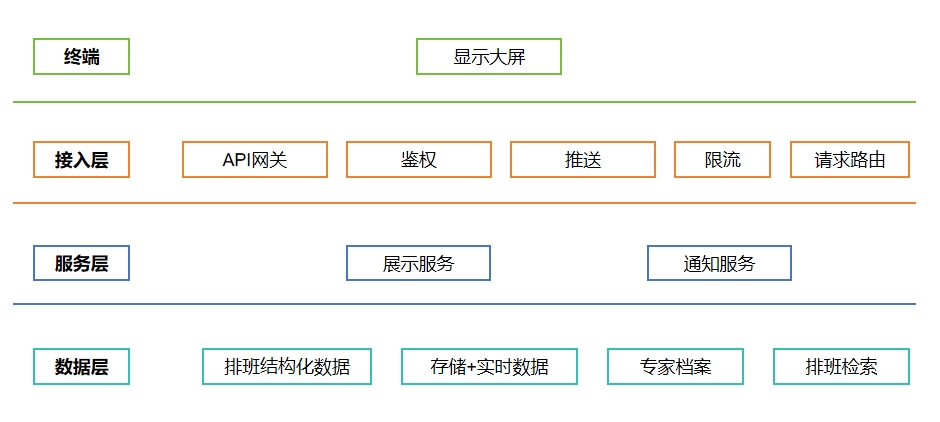 终端
显示大屏
接入层
API网关
鉴权
推送
限流
请求路由
服务层
展示服务
通知服务
数据层
排班结构化数据
存储+实时数据
专家档案
排班检索